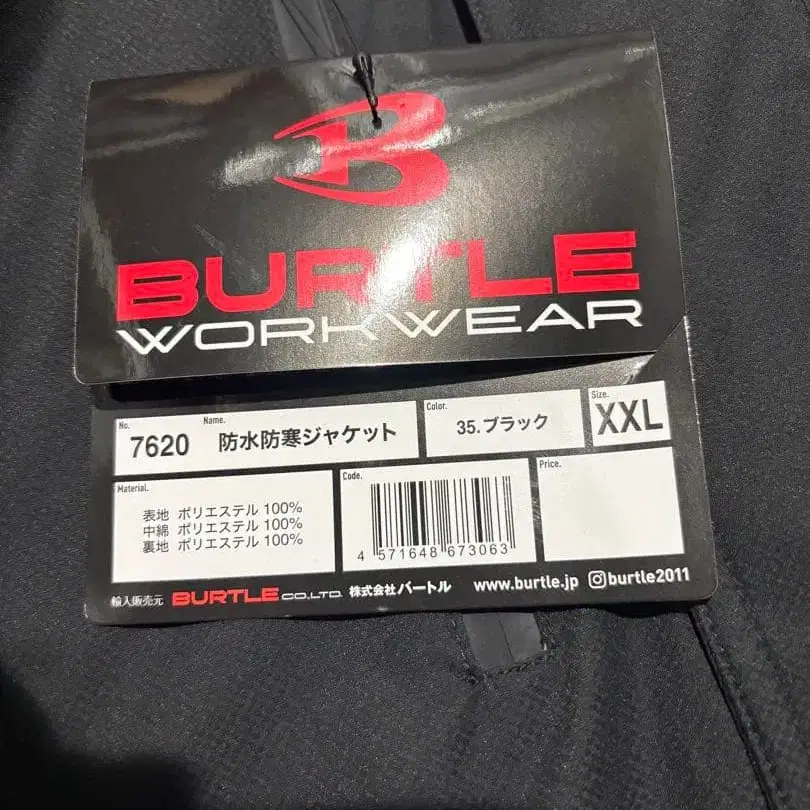 B
BURTLE
WORKWEAR
No. 7620
Name. 防水防寒ジャケット
Color. 35.ブラック
Size. XXL
Material.
表地 ポリエステル 100%
中綿 ポリエステル 100%
裏地 ポリエステル 100%
Code.
4 571648 673063
Price.
輸入販売元 BURTLE CO.,LTD. 株式会社バートル www.burtle.jp burtle2011